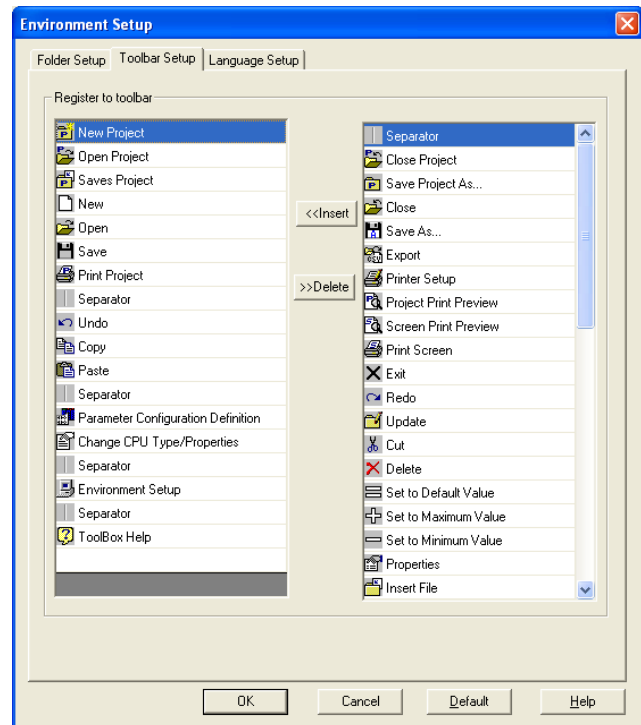 Environment Setup
Folder Setup
Toolbar Setup
Language Setup
Register to toolbar
New Project
Open Project
Saves Project
New
Open
Save
Print Project
Separator
Undo
Copy
Paste
Separator
Parameter Configuration Definition
Change CPU Type/Properties
Separator
Environment Setup
Separator
ToolBox Help
<<Insert
>>Delete
Separator
Close Project
Save Project As...
Close
Save As...
Export
Printer Setup
Project Print Preview
Screen Print Preview
Print Screen
Exit
Redo
Update
Cut
Delete
Set to Default Value
Set to Maximum Value
Set to Minimum Value
Properties
Insert File
OK
Cancel
Default
Help